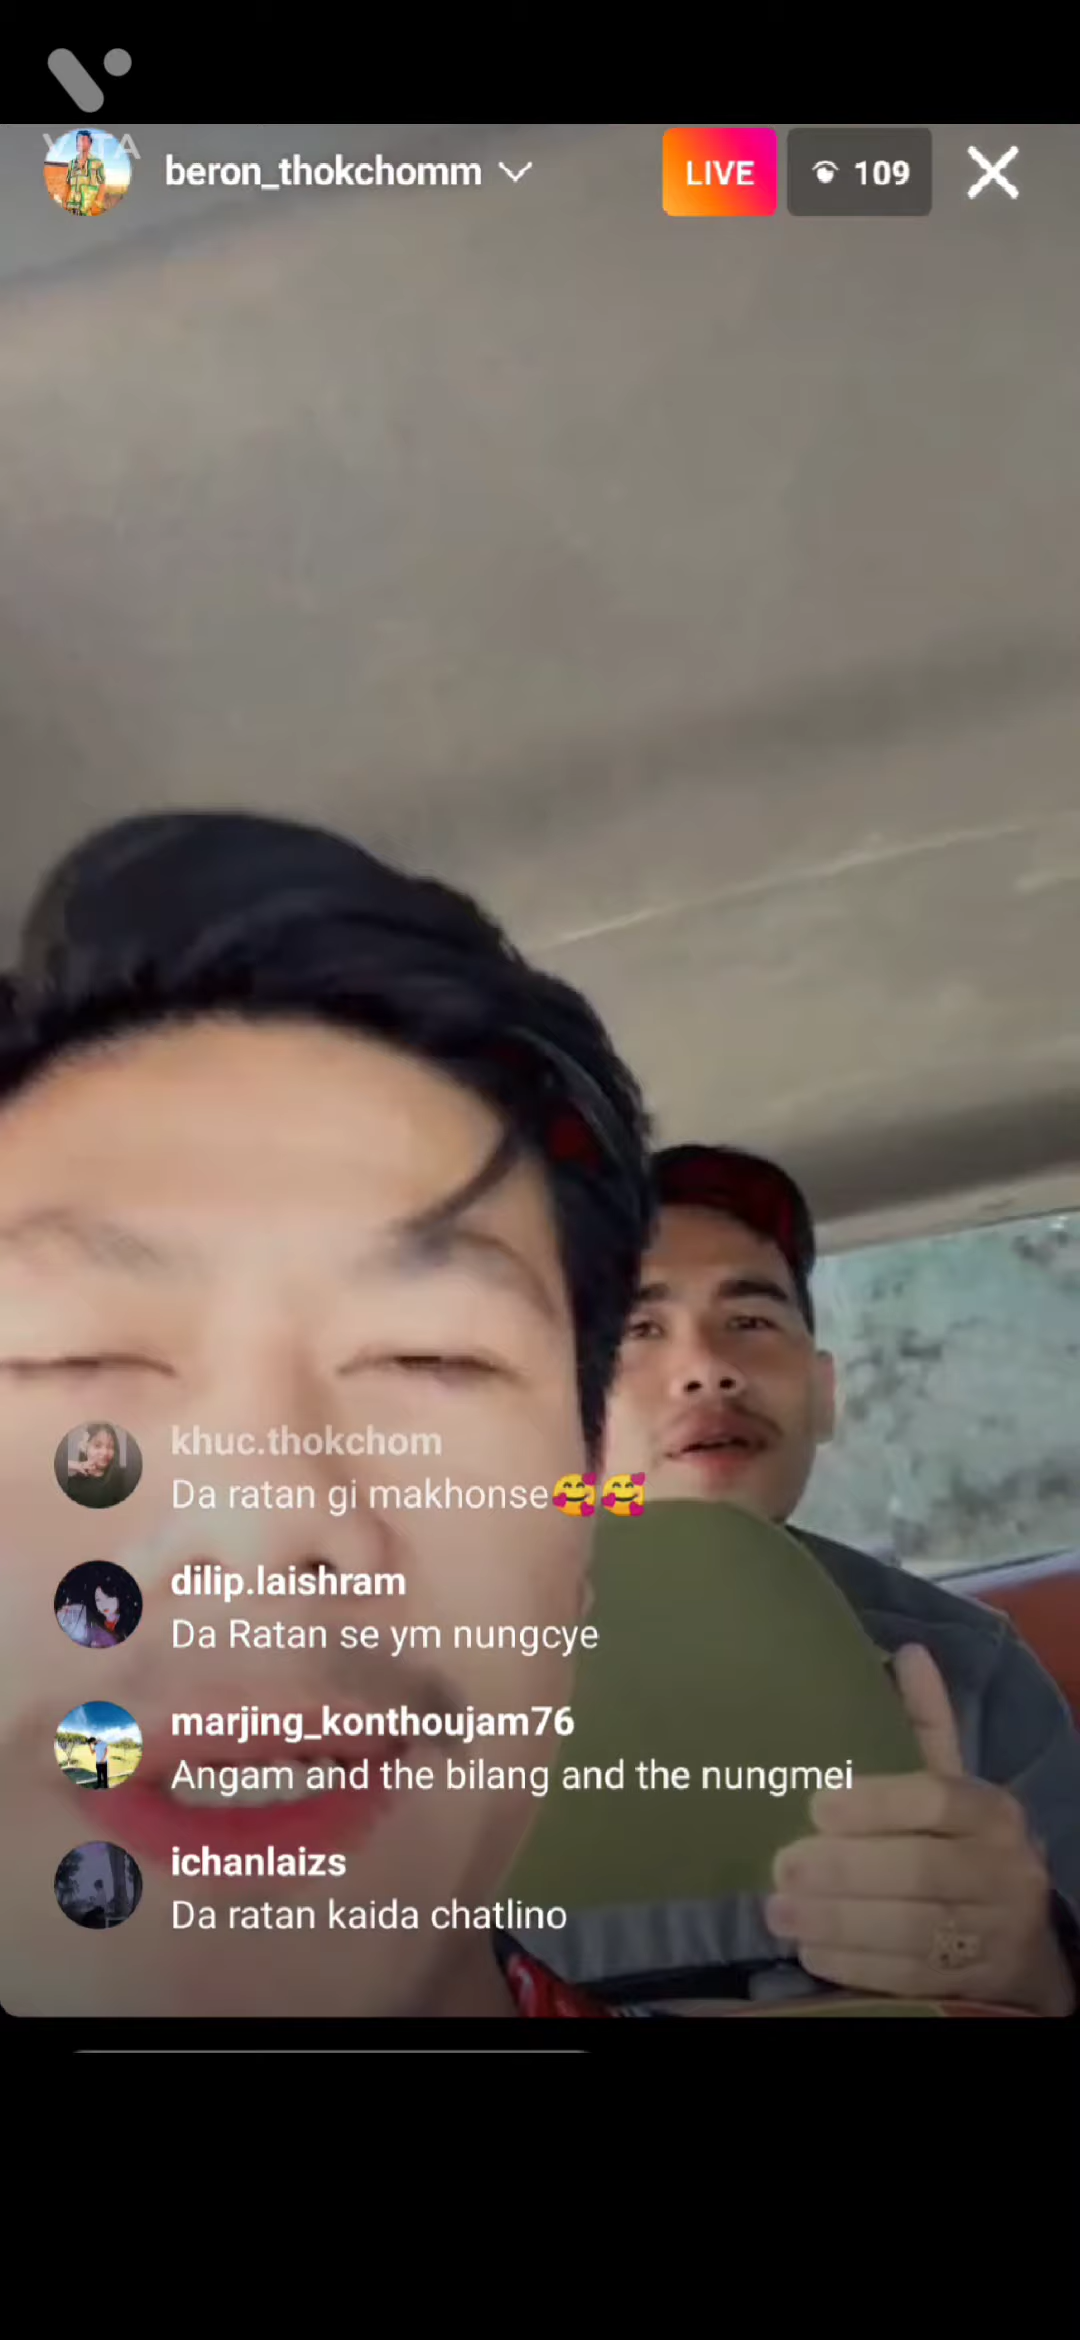 VITA
beron_thokchomm
LIVE
109
khuc.thokchom
Da ratan gi makhonse🥰🥰
dilip.laishram
Da Ratan se ym nungcye
marjing_konthoujam76
Angam and the bilang and the nungmei
ichanlaizs
Da ratan kaida chatlino